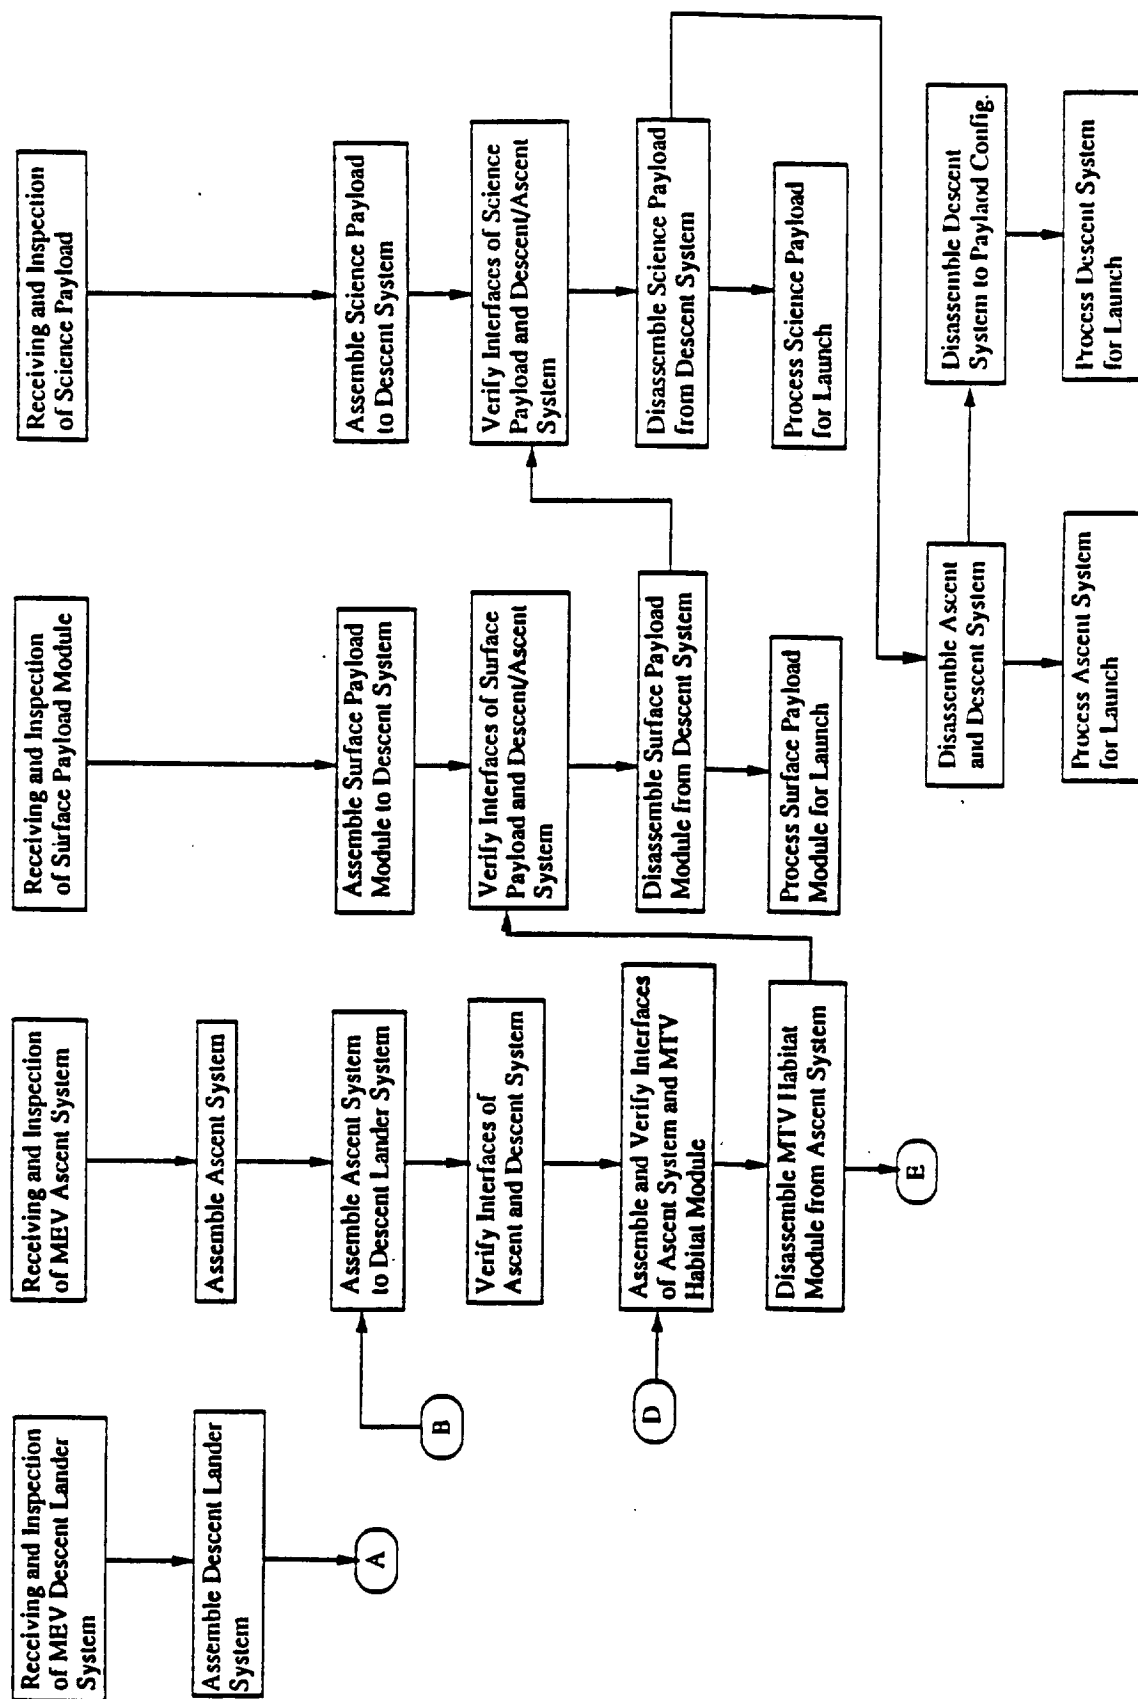 Receiving and Inspection
of MEV Descent Lander
System
Assemble Descent Lander
System
A
Receiving and Inspection
of MEV Ascent System
Assemble Ascent System
Assemble Ascent System
to Descent Lander System
B
Verify Interfaces of
Ascent and Descent System
Assemble and Verify Interfaces
of Ascent System and MTV
Habitat Module
D
Disassemble MTV Habitat
Module from Ascent System
E
Receiving and Inspection
of Surface Payload Module
Assemble Surface Payload
Module to Descent System
Verify Interfaces of Surface
Payload and Descent/Ascent
System
Disassemble Surface Payload
Module from Descent System
Process Surface Payload
Module for Launch
Receiving and Inspection
of Science Payload
Assemble Science Payload
to Descent System
Verify Interfaces of Science
Payload and Descent/Ascent
System
Disassemble Science Payload
from Descent System
Process Science Payload
for Launch
Disassemble Ascent
and Descent System
Process Ascent System
for Launch
Disassemble Descent
System to Paylaod Config.
Process Descent System
for Launch